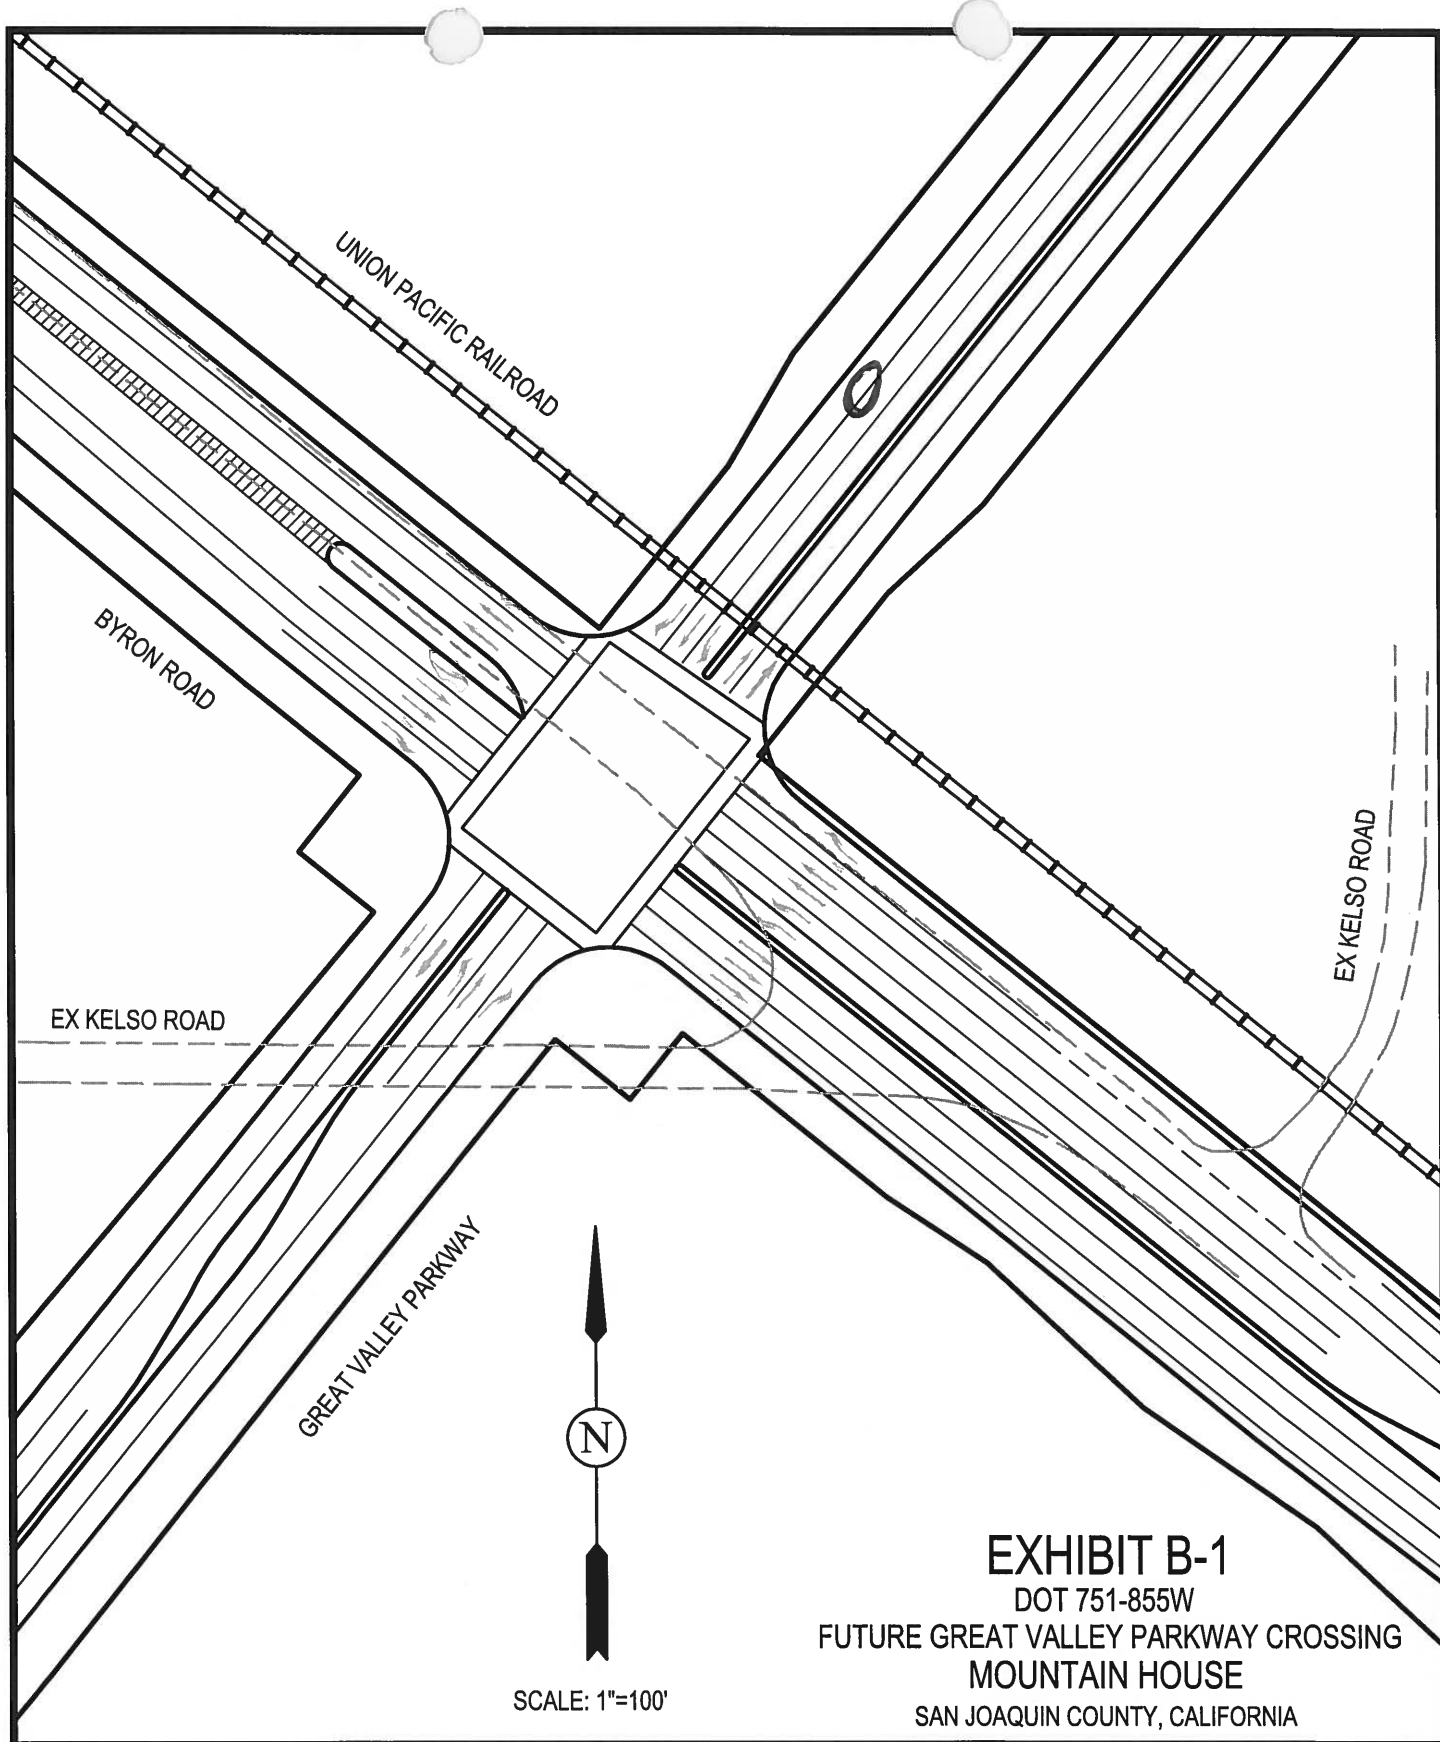 UNION PACIFIC RAILROAD
BYRON ROAD
EX KELSO ROAD
EX KELSO ROAD
GREAT VALLEY PARKWAY
N
SCALE: 1"=100'
EXHIBIT B-1
DOT 751-855W
FUTURE GREAT VALLEY PARKWAY CROSSING
MOUNTAIN HOUSE
SAN JOAQUIN COUNTY, CALIFORNIA